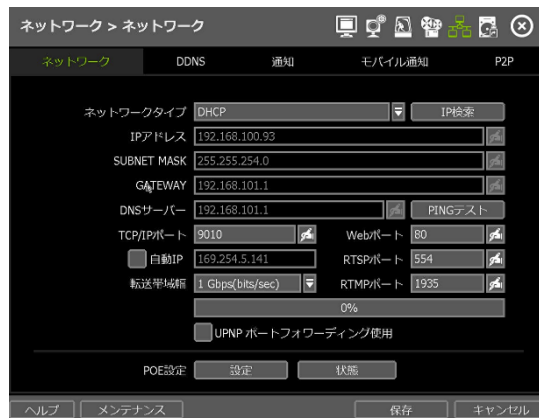 ネットワーク > ネットワーク
ネットワーク DDNS 通知 モバイル通知 P2P
ネットワークタイプ DHCP IP検索
IPアドレス 192.168.100.93
SUBNET MASK 255.255.254.0
GATEWAY 192.168.101.1
DNSサーバー 192.168.101.1 PINGテスト
TCP/IPポート 9010 Webポート 80
自動IP 169.254.5.141 RTSPポート 554
転送帯域幅 1 Gbps(bits/sec) RTMPポート 1935
0%
UPNP ポートフォワーディング使用
POE設定 設定 状態
ヘルプ メンテナンス 保存 キャンセル